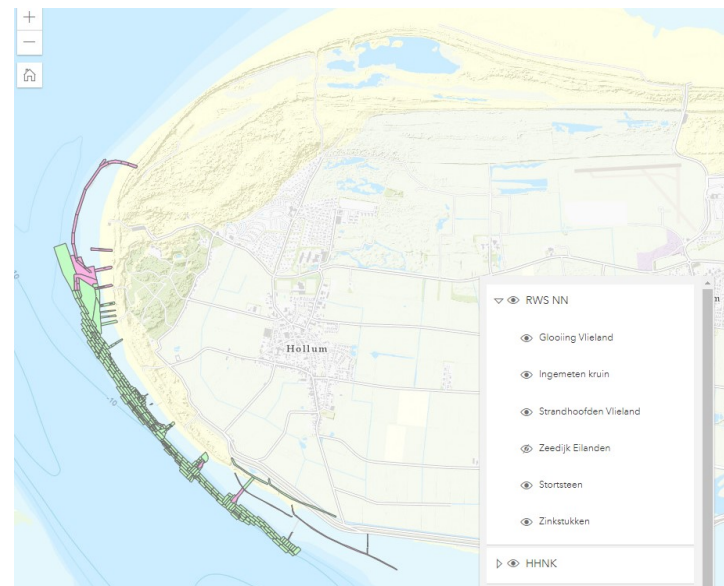 Hollum
RWS NN
Glooiing Vlieland
Ingemeten kruin
Strandhoofden Vlieland
Zeedijk Eilanden
Stortsteen
Zinkstukken
HHNK